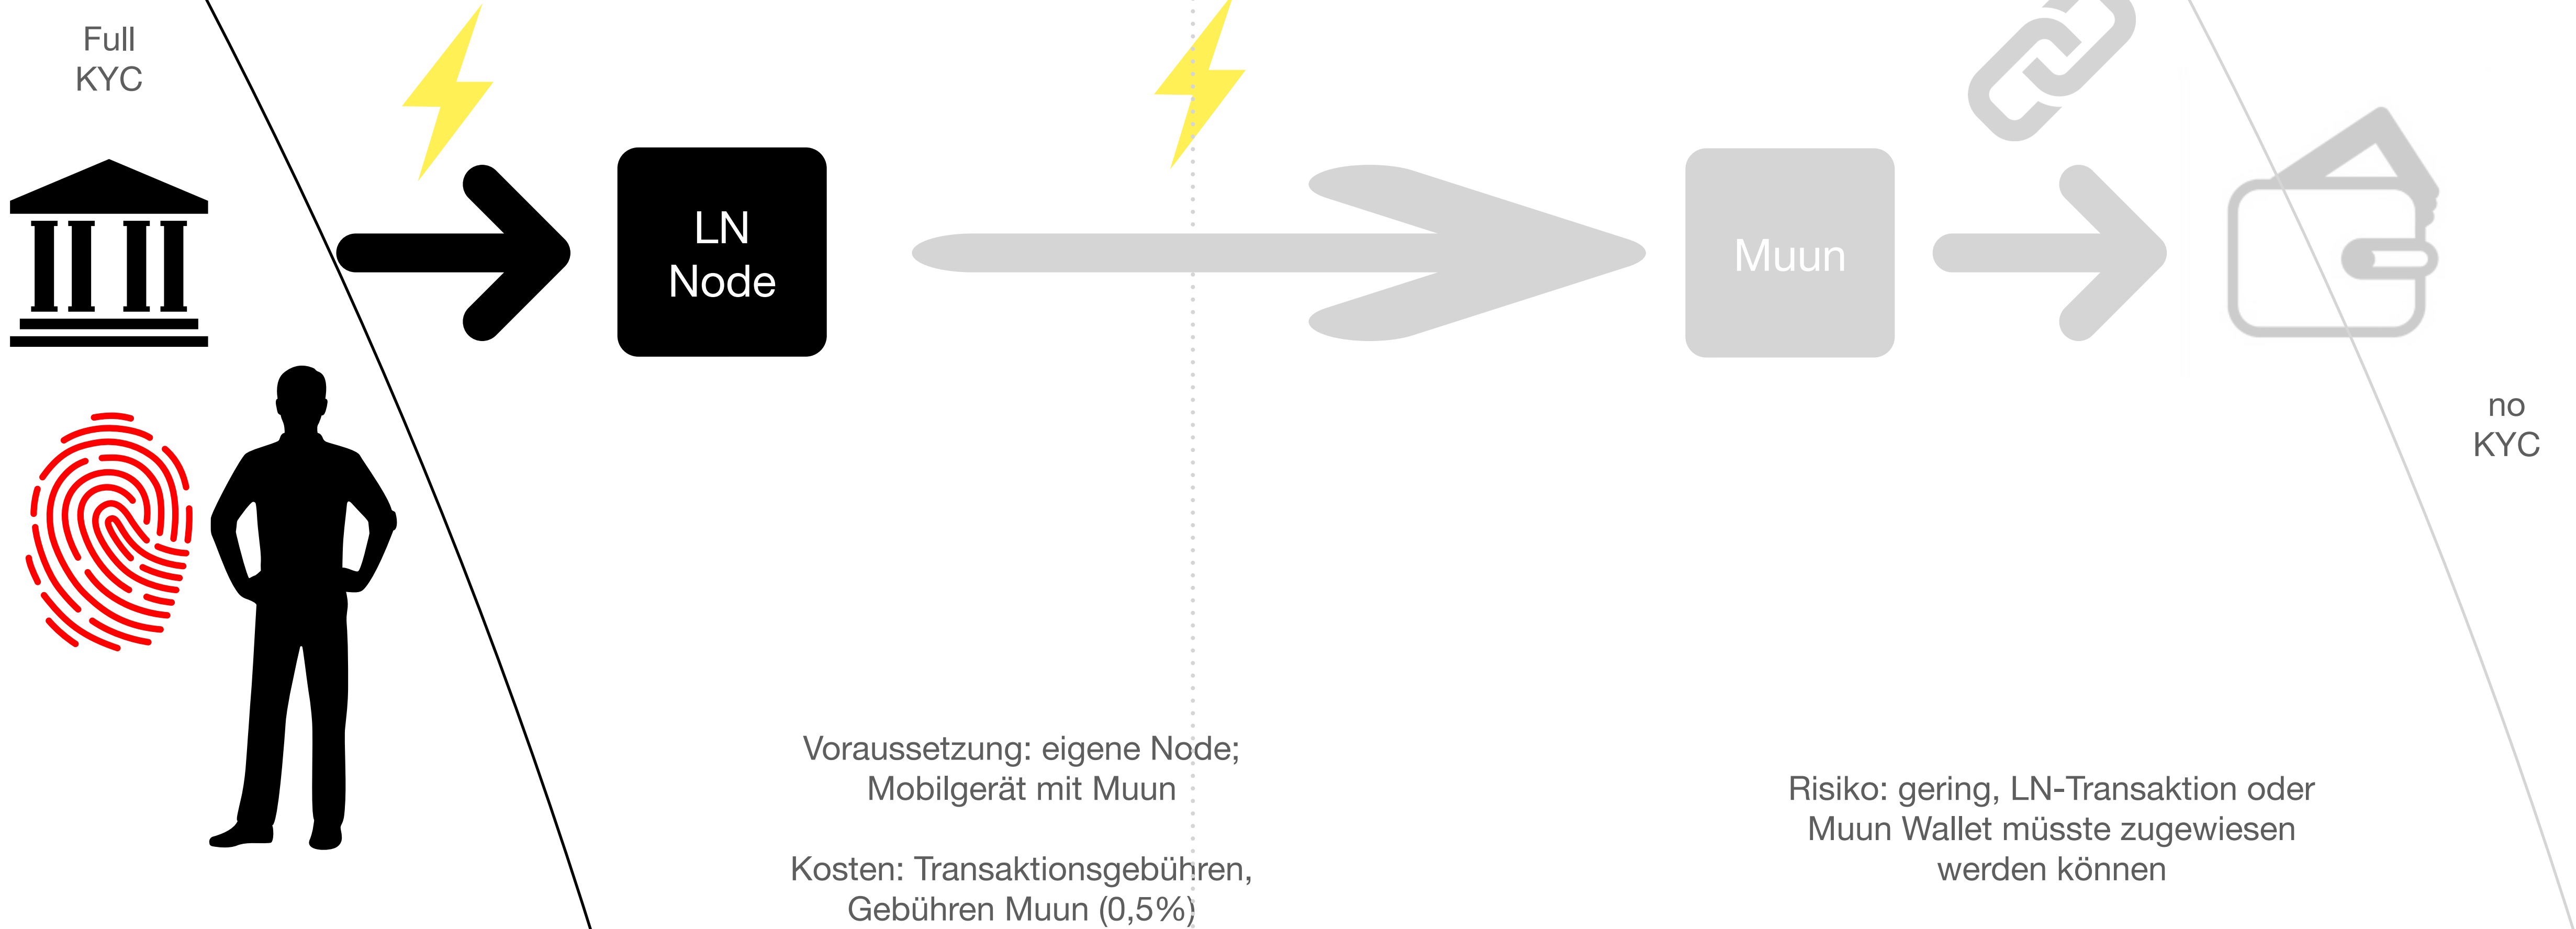 Full
KYC
LN
Node
Muun
no
KYC
Voraussetzung: eigene Node;
Mobilgerät mit Muun
Kosten: Transaktionsgebühren,
Gebühren Muun (0,5%)
Risiko: gering, LN-Transaktion oder
Muun Wallet müsste zugewiesen
werden können